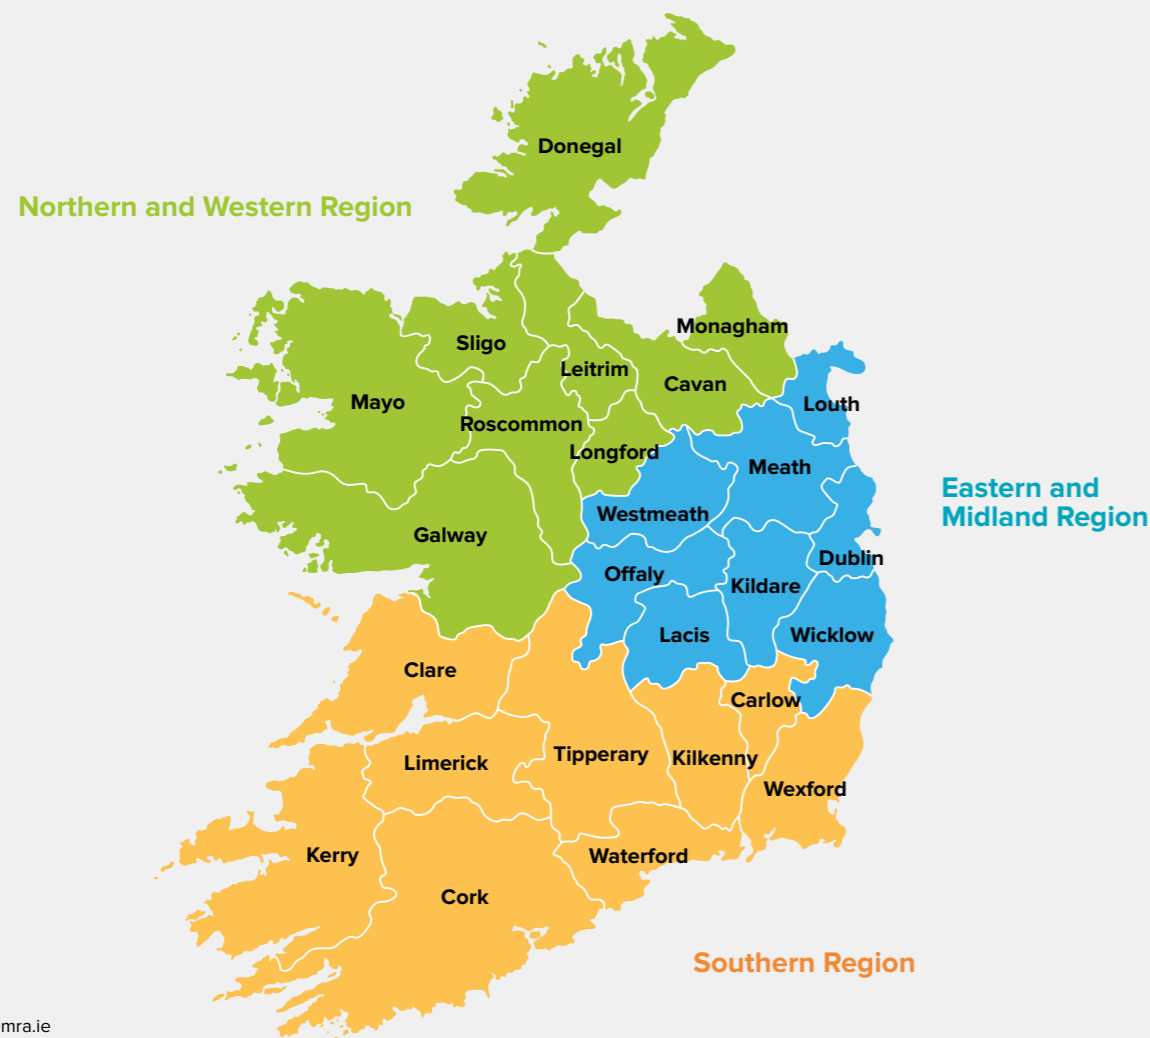 Donegal
Northern and Western Region
Monagham
Sligo
Leitrim
Cavan
Mayo
Louth
Roscommon
Longford
Meath
Eastern and
Midland Region
Westmeath
Galway
Dublin
Offaly
Kildare
Lacis
Wicklow
Clare
Carlow
Tipperary
Kilkenny
Limerick
Wexford
Kerry
Waterford
Cork
Southern Region
mra.ie